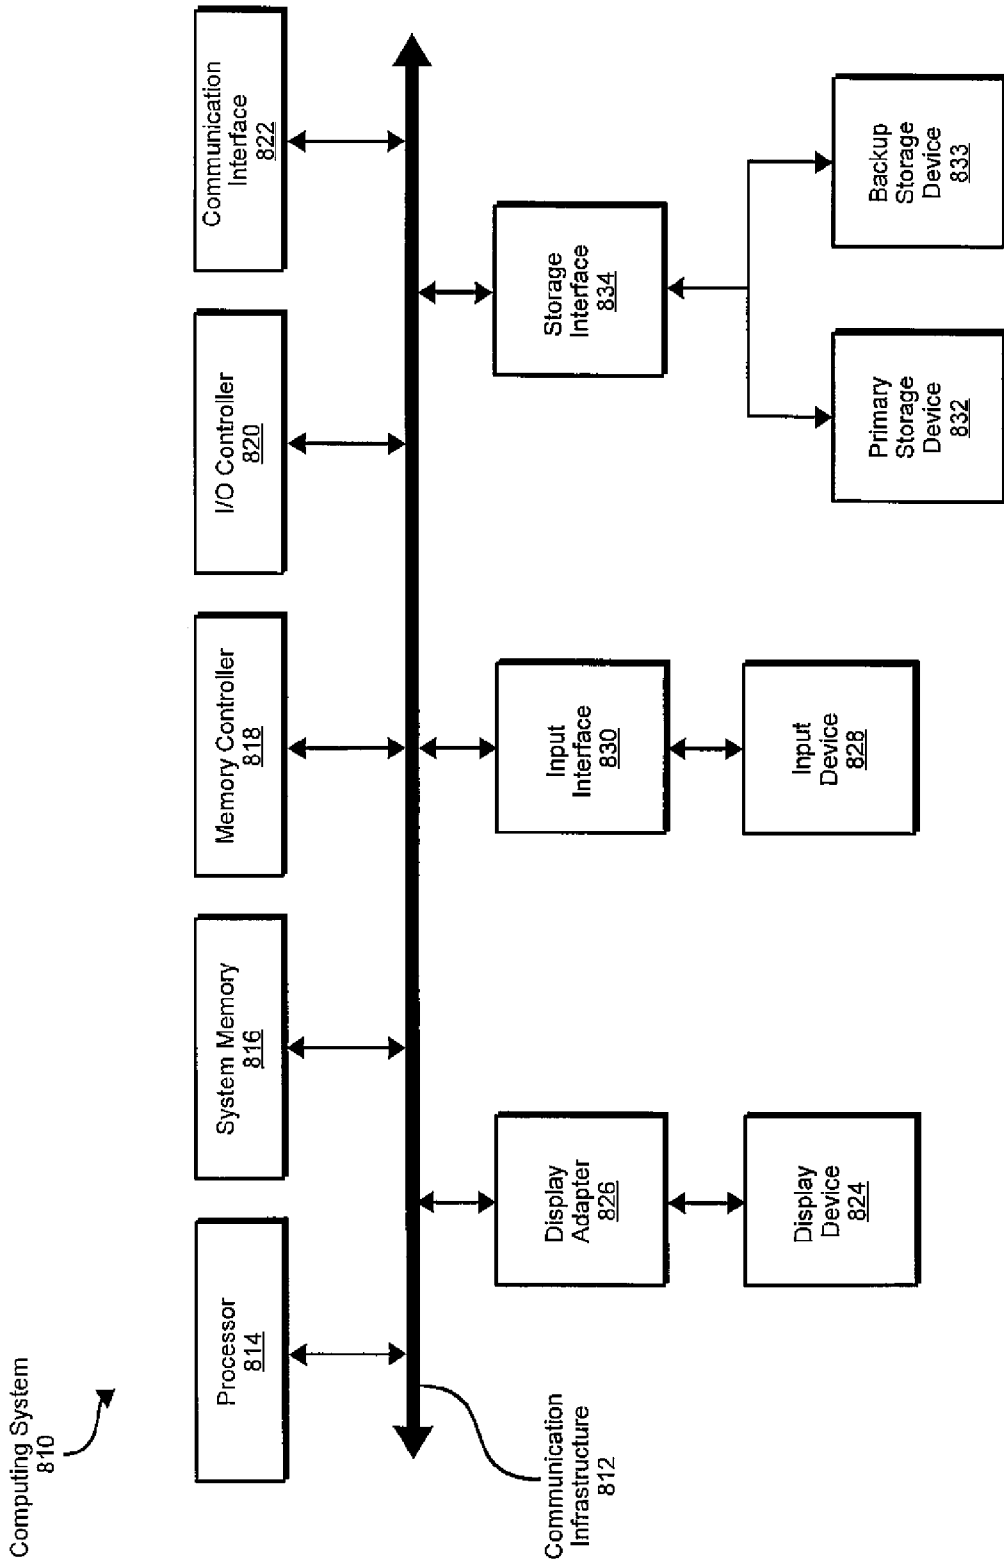 Computing System
810
Processor
814
System Memory
816
Memory Controller
818
I/O Controller
820
Communication
Interface
822
Communication
Infrastructure
812
Display
Adapter
826
Input
Interface
830
Storage
Interface
834
Display
Device
824
Input
Device
828
Primary
Storage
Device
832
Backup
Storage
Device
833